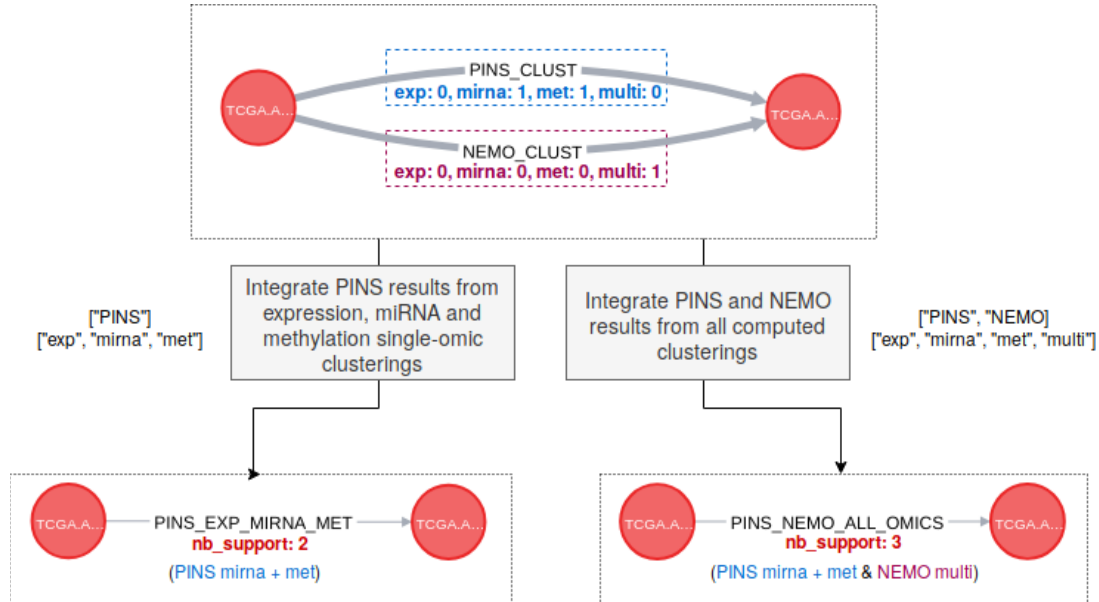 PINS_CLUST
exp: 0, mirna: 1, met: 1, multi: 0
TCGA.A...
TCGA.A...
NEMO_CLUST
exp: 0, mirna: 0, met: 0, multi: 1
["PINS"]
["exp", "mirna", "met"]
Integrate PINS results from
expression, miRNA and
methylation single-omic
clusterings
Integrate PINS and NEMO
results from all computed
clusterings
["PINS", "NEMO]
["exp", "mirna", "met", "multi"]
TCGA.A...
PINS_EXP_MIRNA_MET
TCGA.A...
nb_support: 2
(PINS mirna + met)
TCGA.A...
PINS_NEMO_ALL_OMICS
TCGA.A...
nb_support: 3
(PINS mirna + met & NEMO multi)